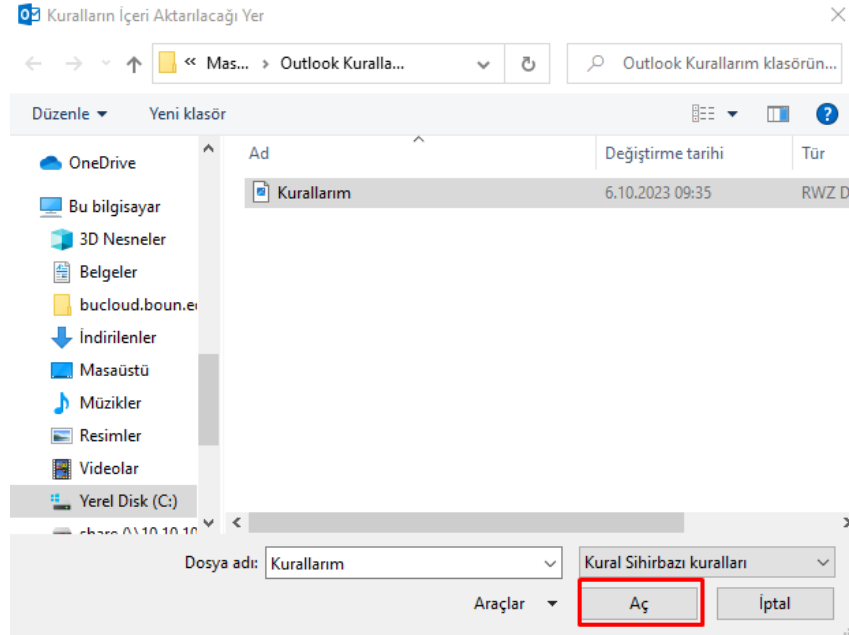 Kuralların İçeri Aktarılacağı Yer
« Mas... › Outlook Kuralla...
Outlook Kurallarım klasörün...
Düzenle Yeni klasör
Ad Değiştirme tarihi Tür
OneDrive
Kurallarım 6.10.2023 09:35 RWZ D
Bu bilgisayar
3D Nesneler
Belgeler
bucloud.boun.e
İndirilenler
Masaüstü
Müzikler
Resimler
Videolar
Yerel Disk (C:)
Dosya adı: Kurallarım Kural Sihirbazı kuralları
Araçlar Aç İptal